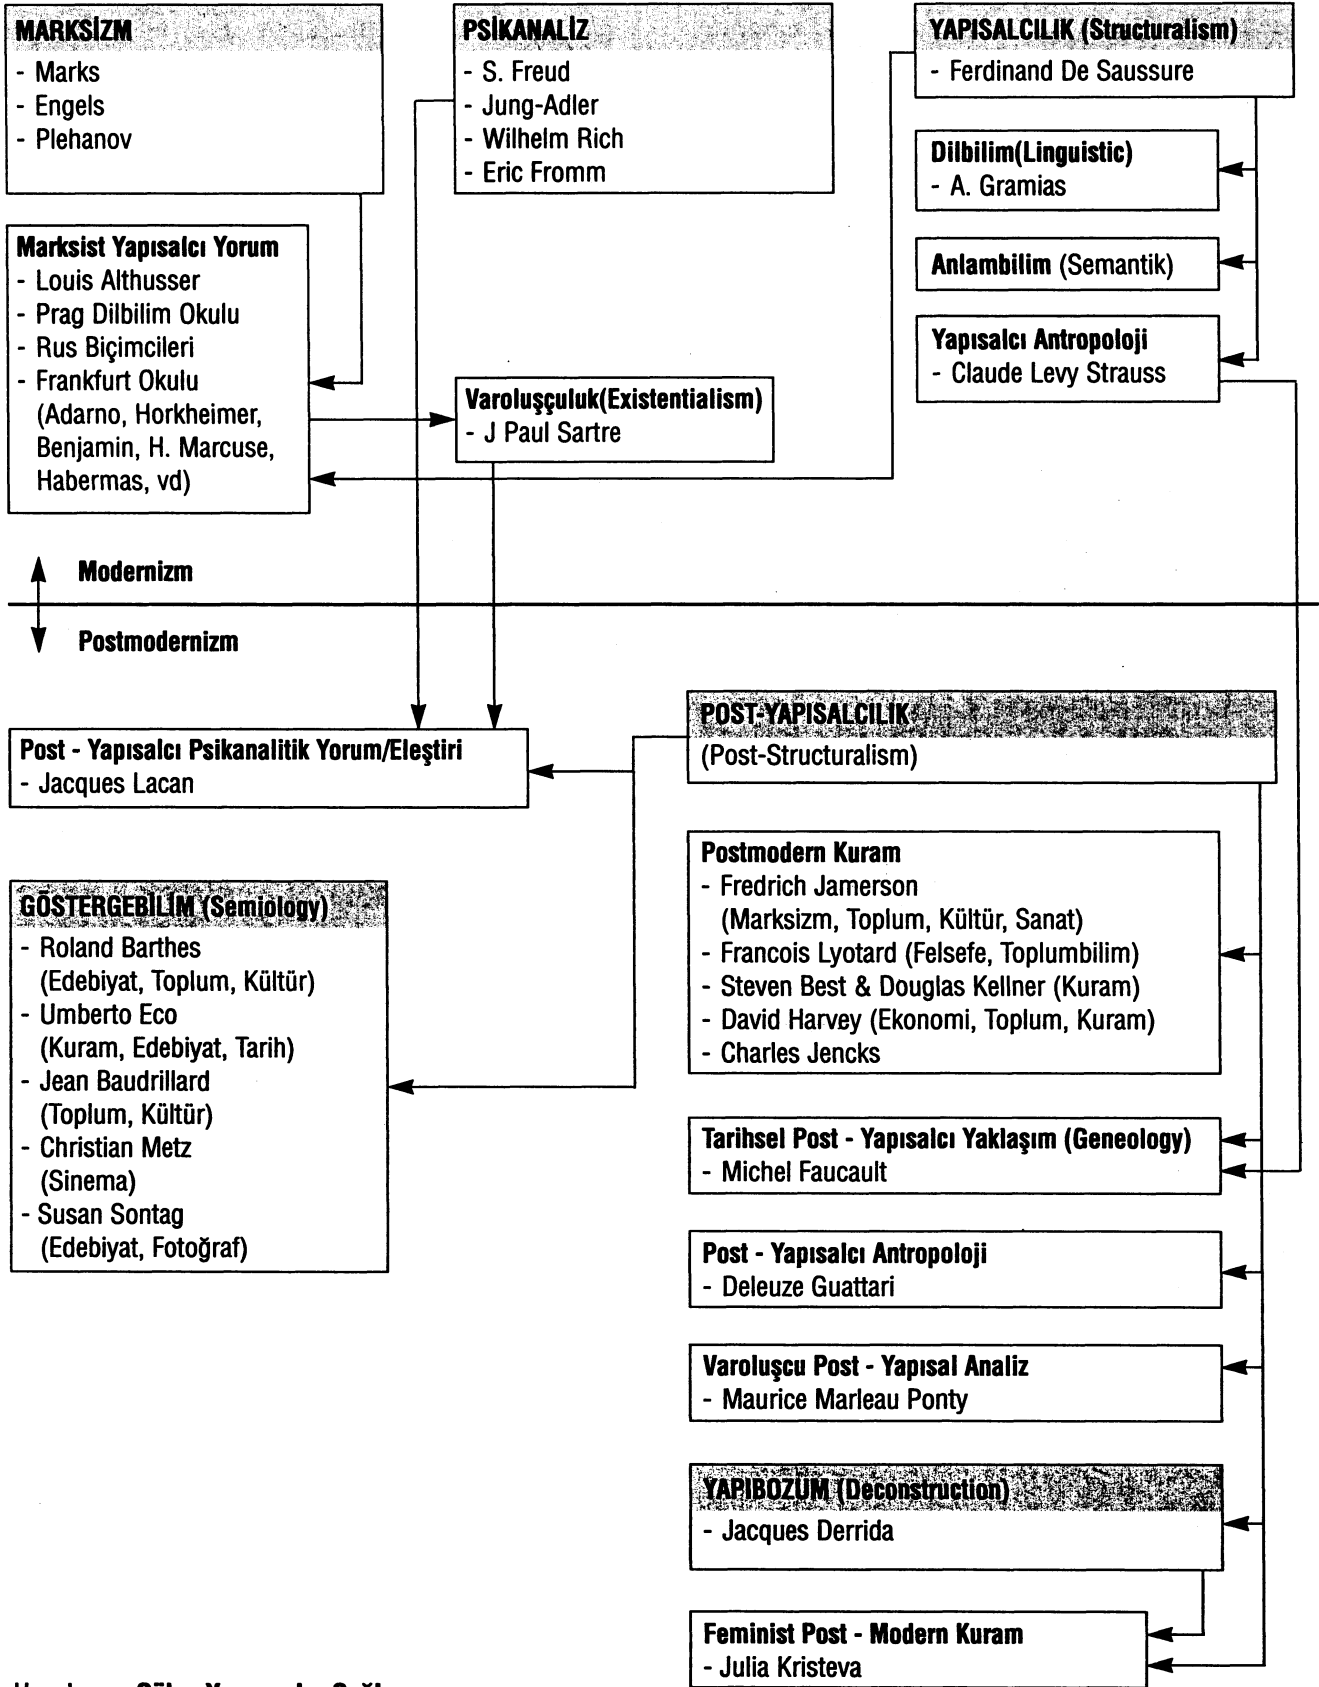 MARKSİZM
- Marks
- Engels
- Plehanov
PSİKANALİZ
- S. Freud
- Jung-Adler
- Wilhelm Rich
- Eric Fromm
YAPISALCILIK (Structuralism)
- Ferdinand De Saussure
Dilbilim(Linguistic)
- A. Gramias
Anlambilim (Semantik)
Yapısalcı Antropoloji
- Claude Levy Strauss
Marksist Yapısalcı Yorum
- Louis Althusser
- Prag Dilbilim Okulu
- Rus Biçimcileri
- Frankfurt Okulu
(Adarno, Horkheimer,
Benjamin, H. Marcuse,
Habermas, vd)
Varoluşçuluk(Existentialism)
- J Paul Sartre
Modernizm
Postmodernizm
Post - Yapısalcı Psikanalitik Yorum/Eleştiri
- Jacques Lacan
GÖSTERGEBİLİM (Semiology)
- Roland Barthes
(Edebiyat, Toplum, Kültür)
- Umberto Eco
(Kuram, Edebiyat, Tarih)
- Jean Baudrillard
(Toplum, Kültür)
- Christian Metz
(Sinema)
- Susan Sontag
(Edebiyat, Fotoğraf)
POST-YAPISALCILIK
(Post-Structuralism)
Postmodern Kuram
- Fredrich Jamerson
(Marksizm, Toplum, Kültür, Sanat)
- Francois Lyotard (Felsefe, Toplumbilim)
- Steven Best & Douglas Kellner (Kuram)
- David Harvey (Ekonomi, Toplum, Kuram)
- Charles Jencks
Tarihsel Post - Yapısalcı Yaklaşım (Geneology)
- Michel Faucault
Post - Yapısalcı Antropoloji
- Deleuze Guattari
Varoluşcu Post - Yapısal Analiz
- Maurice Marleau Ponty
YAPIBOZUM (Deconstruction)
- Jacques Derrida
Feminist Post - Modern Kuram
- Julia Kristeva